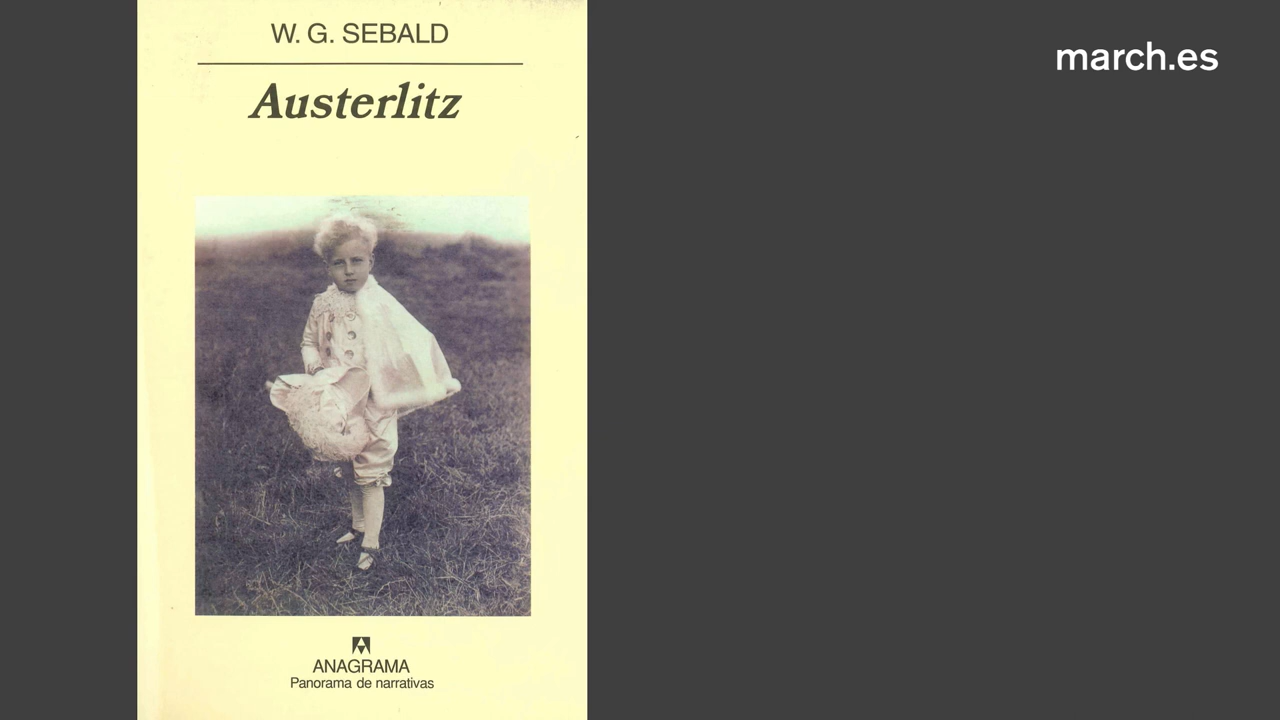 W. G. SEBALD
Austerlitz
march.es
ANAGRAMA
Panorama de narrativas